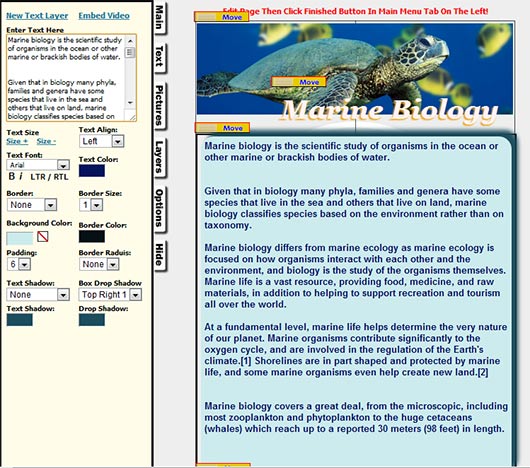 New Text Layer Embed Video
Enter Text Here
Marine biology is the scientific study
of organisms in the ocean or other
marine or brackish bodies of water.
Given that in biology many phyla,
families and genera have some
species that live in the sea and
others that live on land, marine
biology classifies species based on
Text Size Text Align:
Size + Size - Left
Text Font: Text Color:
Arial
B i LTR / RTL
Border: Border Size:
None 1
Background Color: Border Color:
Padding: Border Raduis:
6 None
Text Shadow: Box Drop Shadow
None Top Right 1
Text Shadow: Drop Shadow:
Main
Text
Pictures
Layers
Options
Hide
Edit Page Then Click Finished Button In Main Menu Tab On The Left!
Move
Move
Marine Biology
Move
Marine biology is the scientific study of organisms in the ocean or
other marine or brackish bodies of water.
Given that in biology many phyla, families and genera have some
species that live in the sea and others that live on land, marine
biology classifies species based on the environment rather than on
taxonomy.
Marine biology differs from marine ecology as marine ecology is
focused on how organisms interact with each other and the
environment, and biology is the study of the organisms themselves.
Marine life is a vast resource, providing food, medicine, and raw
materials, in addition to helping to support recreation and tourism
all over the world.
At a fundamental level, marine life helps determine the very nature
of our planet. Marine organisms contribute significantly to the
oxygen cycle, and are involved in the regulation of the Earth's
climate.[1] Shorelines are in part shaped and protected by marine
life, and some marine organisms even help create new land.[2]
Marine biology covers a great deal, from the microscopic, including
most zooplankton and phytoplankton to the huge cetaceans
(whales) which reach up to a reported 30 meters (98 feet) in length.
Move